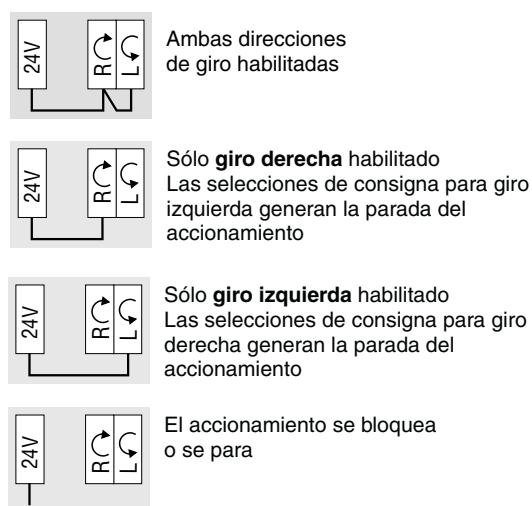 24V
R
L
Ambas direcciones
de giro habilitadas
24V
R
L
Sólo giro derecha habilitado
Las selecciones de consigna para giro
izquierda generan la parada del
accionamiento
24V
R
L
Sólo giro izquierda habilitado
Las selecciones de consigna para giro
derecha generan la parada del
accionamiento
24V
R
L
El accionamiento se bloquea
o se para